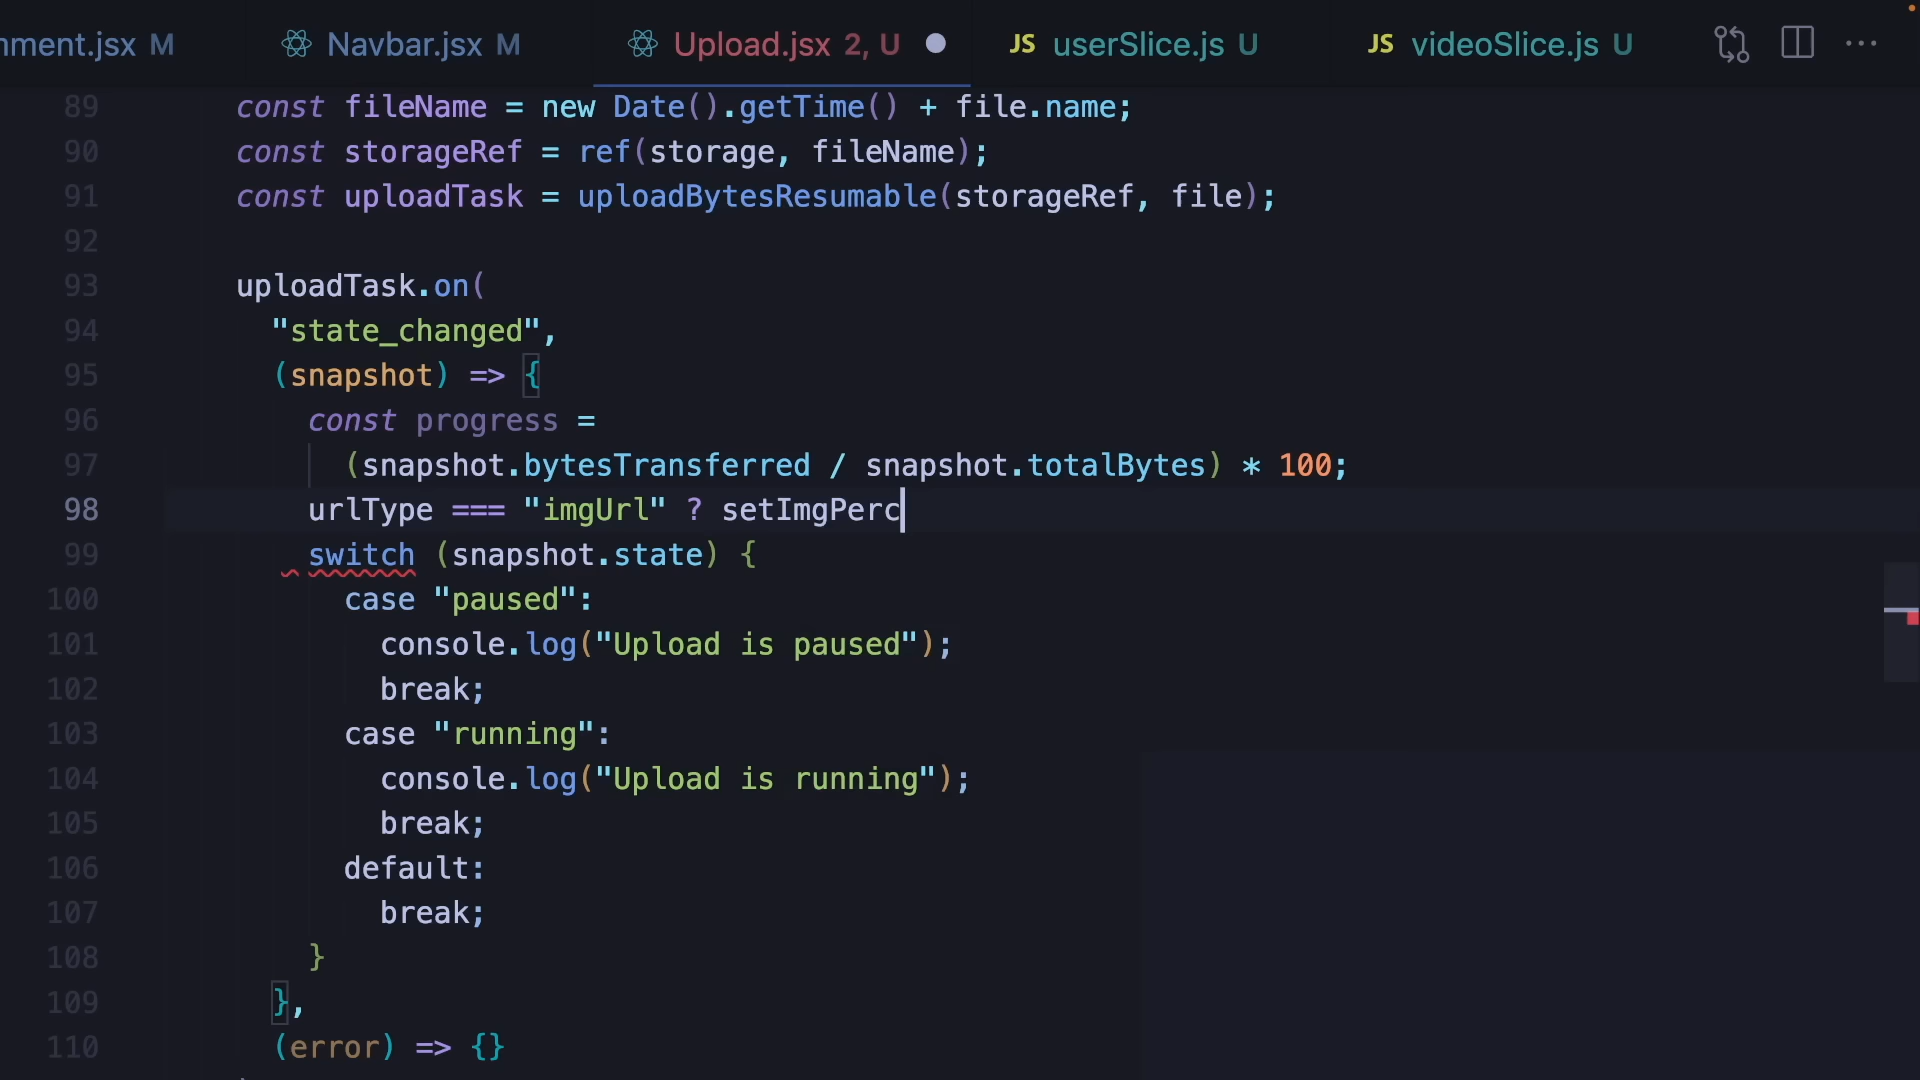 nment.jsx M Navbar.jsx M Upload.jsx 2, U JS userSlice.js U JS videoSlice.js U ...
89 const fileName = new Date().getTime() + file.name;
90 const storageRef = ref(storage, fileName);
91 const uploadTask = uploadBytesResumable(storageRef, file);
92
93 uploadTask.on(
94 "state_changed",
95 (snapshot) => {
96 const progress =
97 (snapshot.bytesTransferred / snapshot.totalBytes) * 100;
98 urlType === "imgUrl" ? setImgPerc
99 switch (snapshot.state) {
100 case "paused":
101 console.log("Upload is paused");
102 break;
103 case "running":
104 console.log("Upload is running");
105 break;
106 default:
107 break;
108 }
109 },
110 (error) => {}